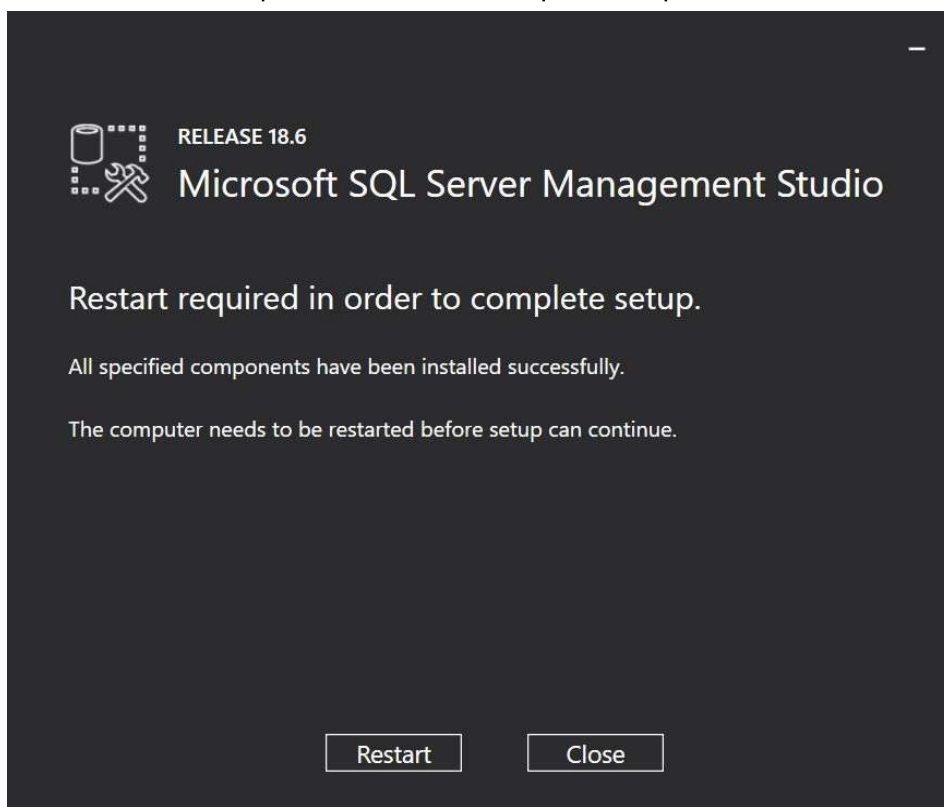 RELEASE 18.6
Microsoft SQL Server Management Studio
Restart required in order to complete setup.
All specified components have been installed successfully.
The computer needs to be restarted before setup can continue.
Restart Close